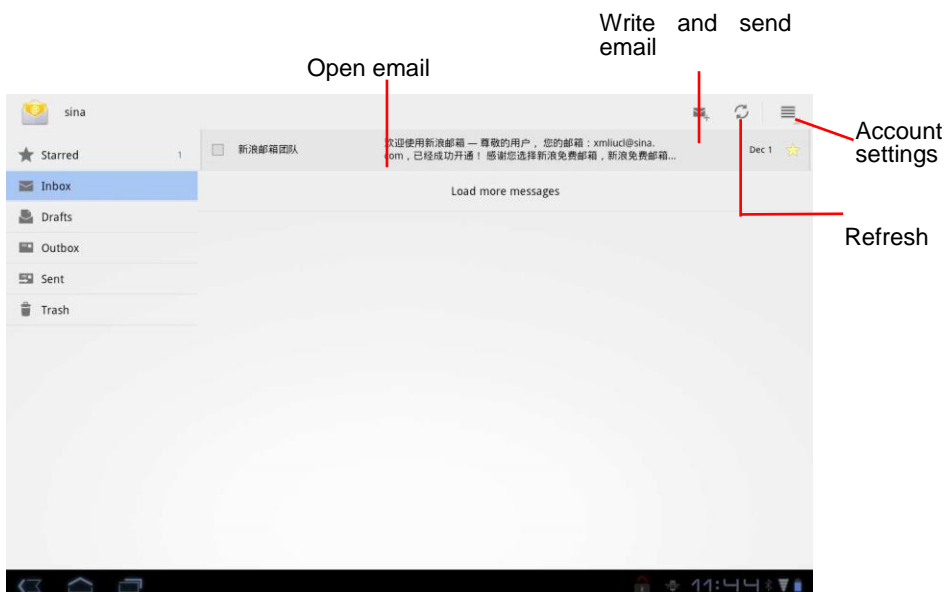 Write and send
email
Open email
sina
Account
settings
Starred 1
新浪邮箱团队
欢迎使用新浪邮箱 — 尊敬的用户，您的邮箱：xmliucl@sina.
com，已经成功开通！感谢您选择新浪免费邮箱，新浪免费邮箱...
Dec 1
Inbox
Load more messages
Drafts
Refresh
Outbox
Sent
Trash
11:44